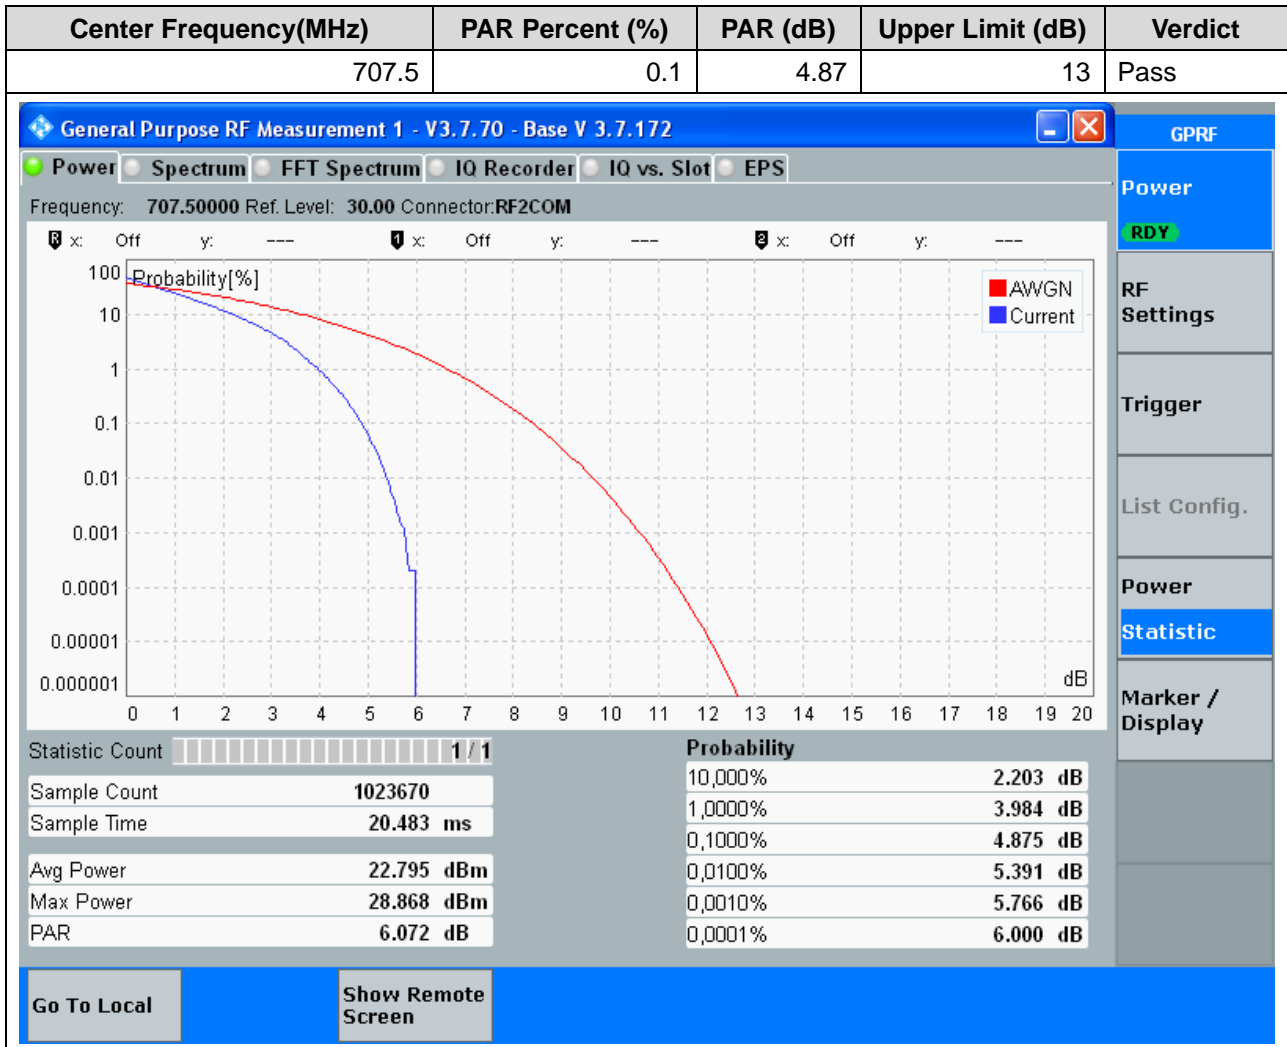 Center Frequency(MHz) PAR Percent (%) PAR (dB) Upper Limit (dB) Verdict
707.5 0.1 4.87 13 Pass
General Purpose RF Measurement 1 - V3.7.70 - Base V 3.7.172
GPRF
Power Spectrum FFT Spectrum IQ Recorder IQ vs. Slot EPS
Power
RDY
Frequency: 707.50000 Ref. Level: 30.00 Connector:RF2COM
R x: Off y: --- 1 x: Off y: --- 2 x: Off y: ---
Probability[%]
AWGN
Current
100
10
1
0.1
0.01
0.001
0.0001
0.00001
0.000001
dB
0 1 2 3 4 5 6 7 8 9 10 11 12 13 14 15 16 17 18 19 20
RF
Settings
Trigger
List Config.
Power
Statistic
Marker /
Display
Statistic Count 1 / 1
Sample Count 1023670
Sample Time 20.483 ms
Avg Power 22.795 dBm
Max Power 28.868 dBm
PAR 6.072 dB
Probability
10,000% 2.203 dB
1,0000% 3.984 dB
0,1000% 4.875 dB
0,0100% 5.391 dB
0,0010% 5.766 dB
0,0001% 6.000 dB
Go To Local
Show Remote
Screen